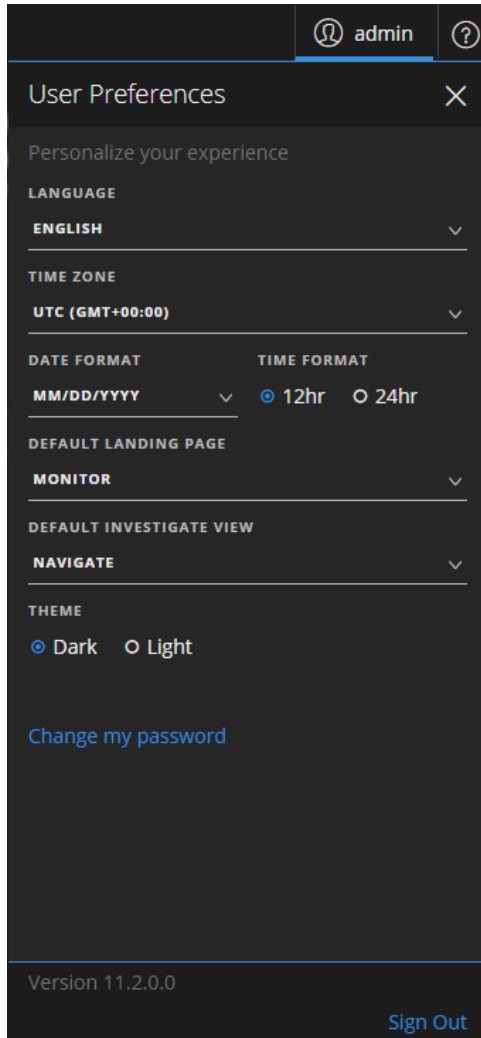 admin
User Preferences
Personalize your experience
LANGUAGE
ENGLISH
TIME ZONE
UTC (GMT+00:00)
DATE FORMAT TIME FORMAT
MM/DD/YYYY 12hr 24hr
DEFAULT LANDING PAGE
MONITOR
DEFAULT INVESTIGATE VIEW
NAVIGATE
THEME
Dark Light
Change my password
Version 11.2.0.0
Sign Out